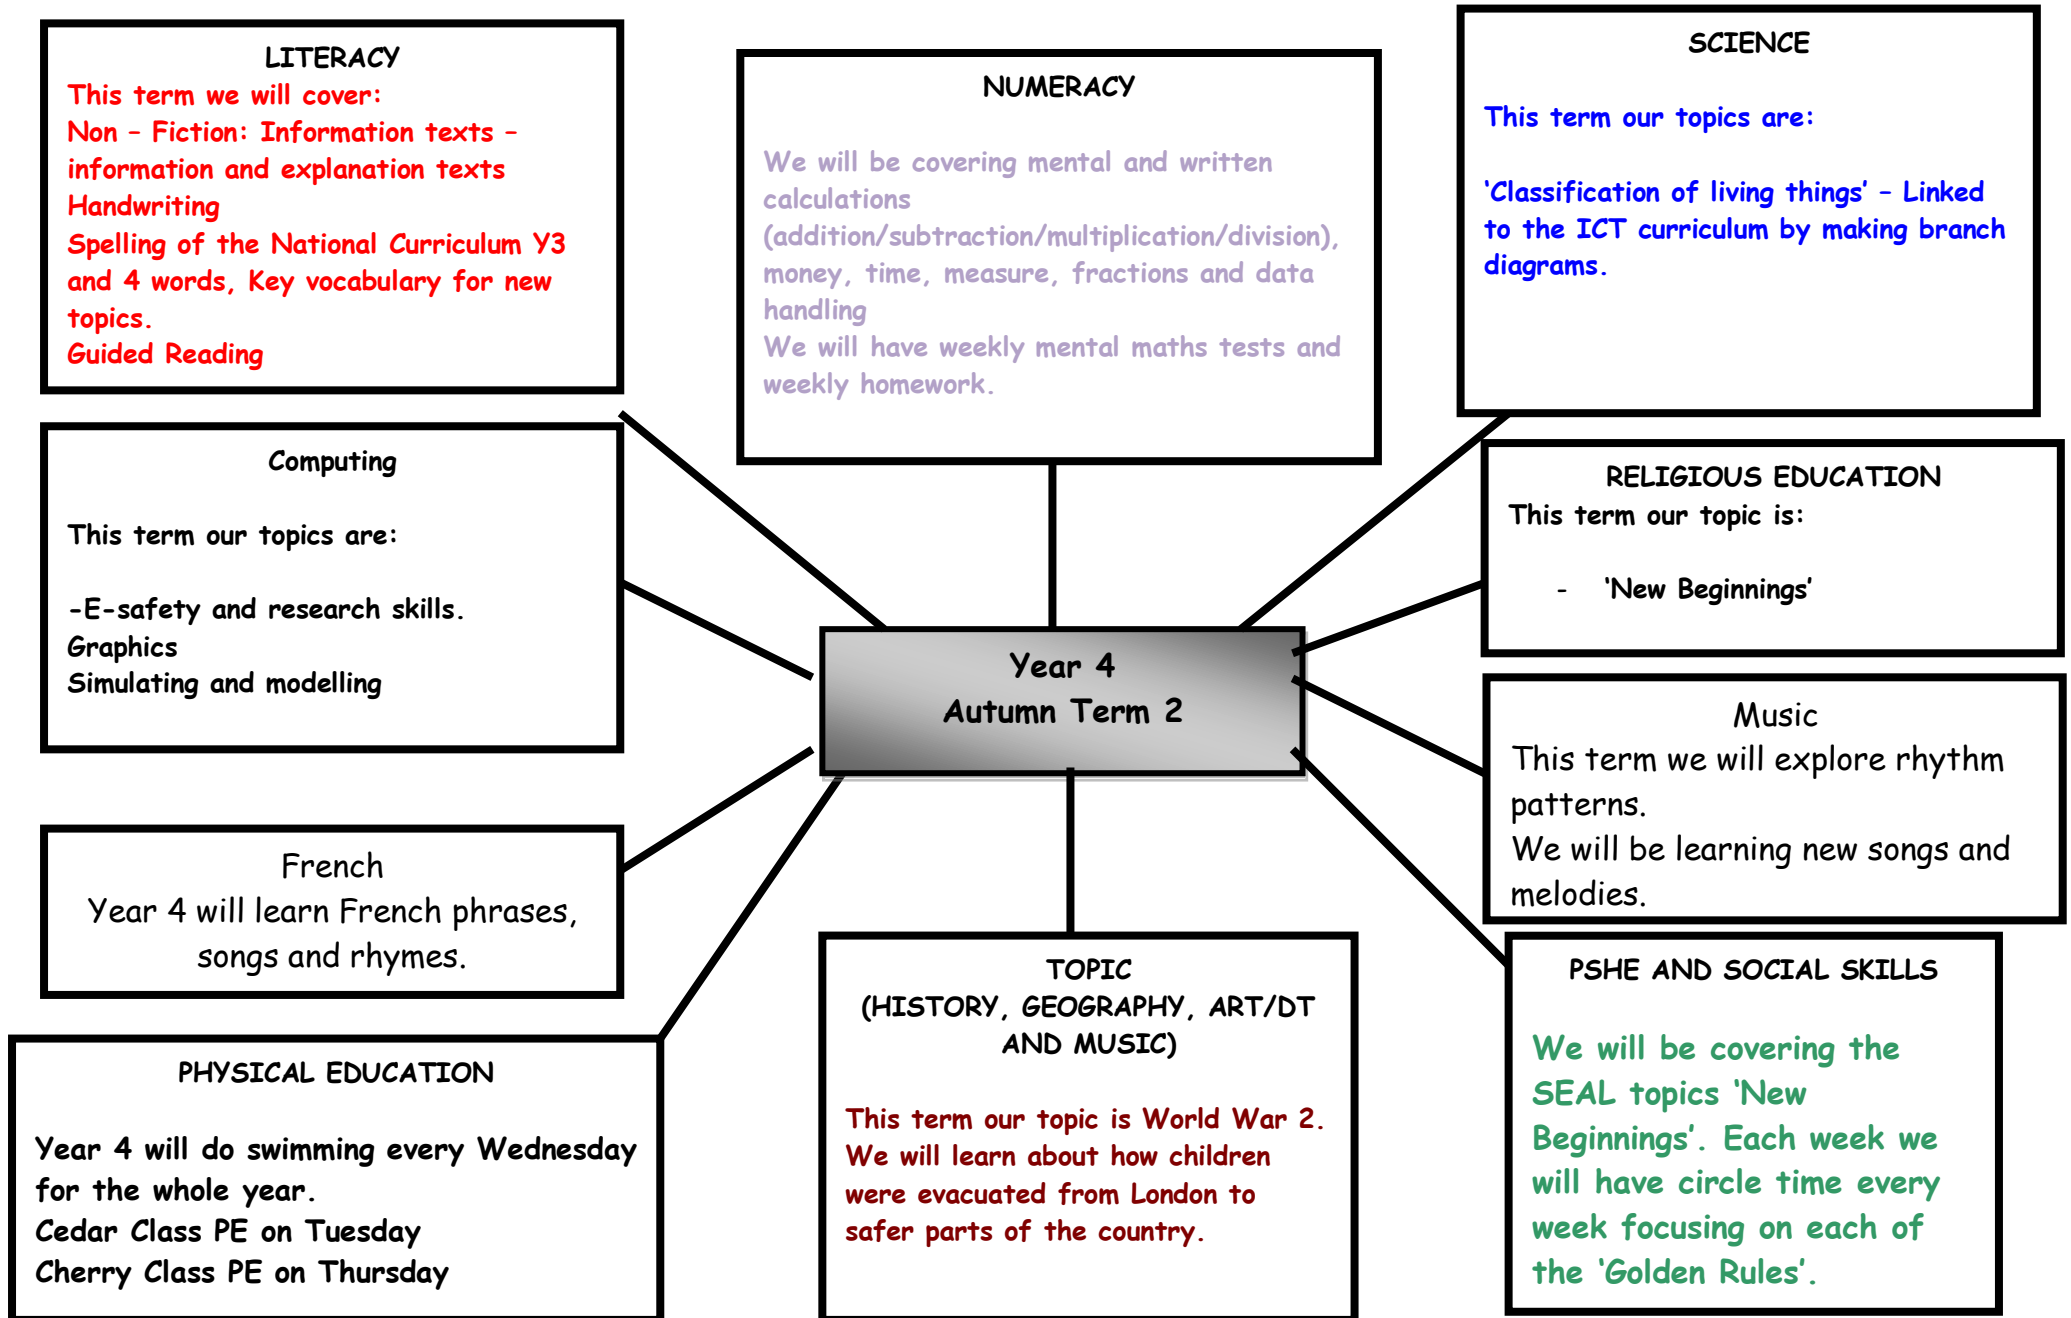 LITERACY
This term we will cover:
Non – Fiction: Information texts –
information and explanation texts
Handwriting
Spelling of the National Curriculum Y3
and 4 words, Key vocabulary for new
topics.
Guided Reading
NUMERACY
We will be covering mental and written
calculations
(addition/subtraction/multiplication/division),
money, time, measure, fractions and data
handling
We will have weekly mental maths tests and
weekly homework.
SCIENCE
This term our topics are:
‘Classification of living things’ – Linked
to the ICT curriculum by making branch
diagrams.
Computing
This term our topics are:
-E-safety and research skills.
Graphics
Simulating and modelling
RELIGIOUS EDUCATION
This term our topic is:
- ‘New Beginnings’
Year 4
Autumn Term 2
Music
This term we will explore rhythm
patterns.
We will be learning new songs and
melodies.
French
Year 4 will learn French phrases,
songs and rhymes.
PHYSICAL EDUCATION
Year 4 will do swimming every Wednesday
for the whole year.
Cedar Class PE on Tuesday
Cherry Class PE on Thursday
TOPIC
(HISTORY, GEOGRAPHY, ART/DT
AND MUSIC)
This term our topic is World War 2.
We will learn about how children
were evacuated from London to
safer parts of the country.
PSHE AND SOCIAL SKILLS
We will be covering the
SEAL topics ‘New
Beginnings’. Each week we
will have circle time every
week focusing on each of
the ‘Golden Rules’.